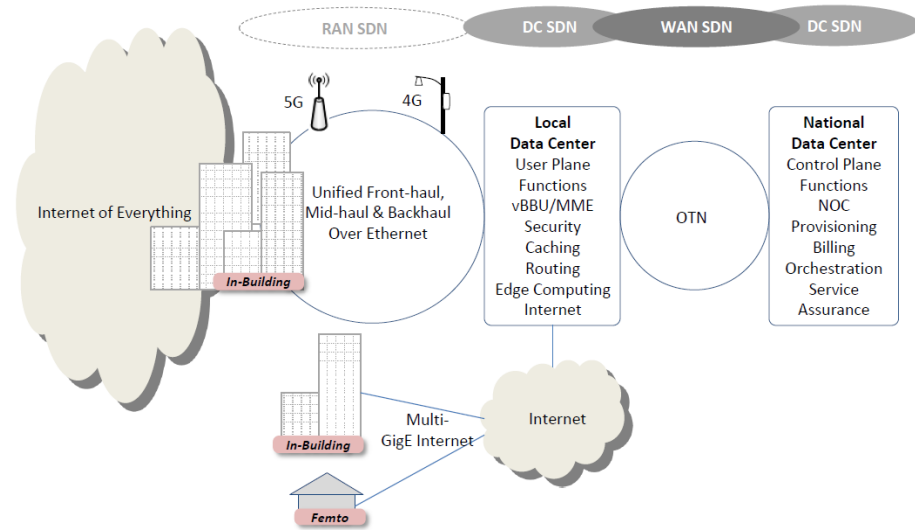 RAN SDN
DC SDN
WAN SDN
DC SDN
5G
4G
Internet of Everything
In-Building
Unified Front-haul,
Mid-haul & Backhaul
Over Ethernet
Local
Data Center
User Plane
Functions
vBBU/MME
Security
Caching
Routing
Edge Computing
Internet
OTN
National
Data Center
Control Plane
Functions
NOC
Provisioning
Billing
Orchestration
Service
Assurance
In-Building
Multi-
GigE Internet
Internet
Femto